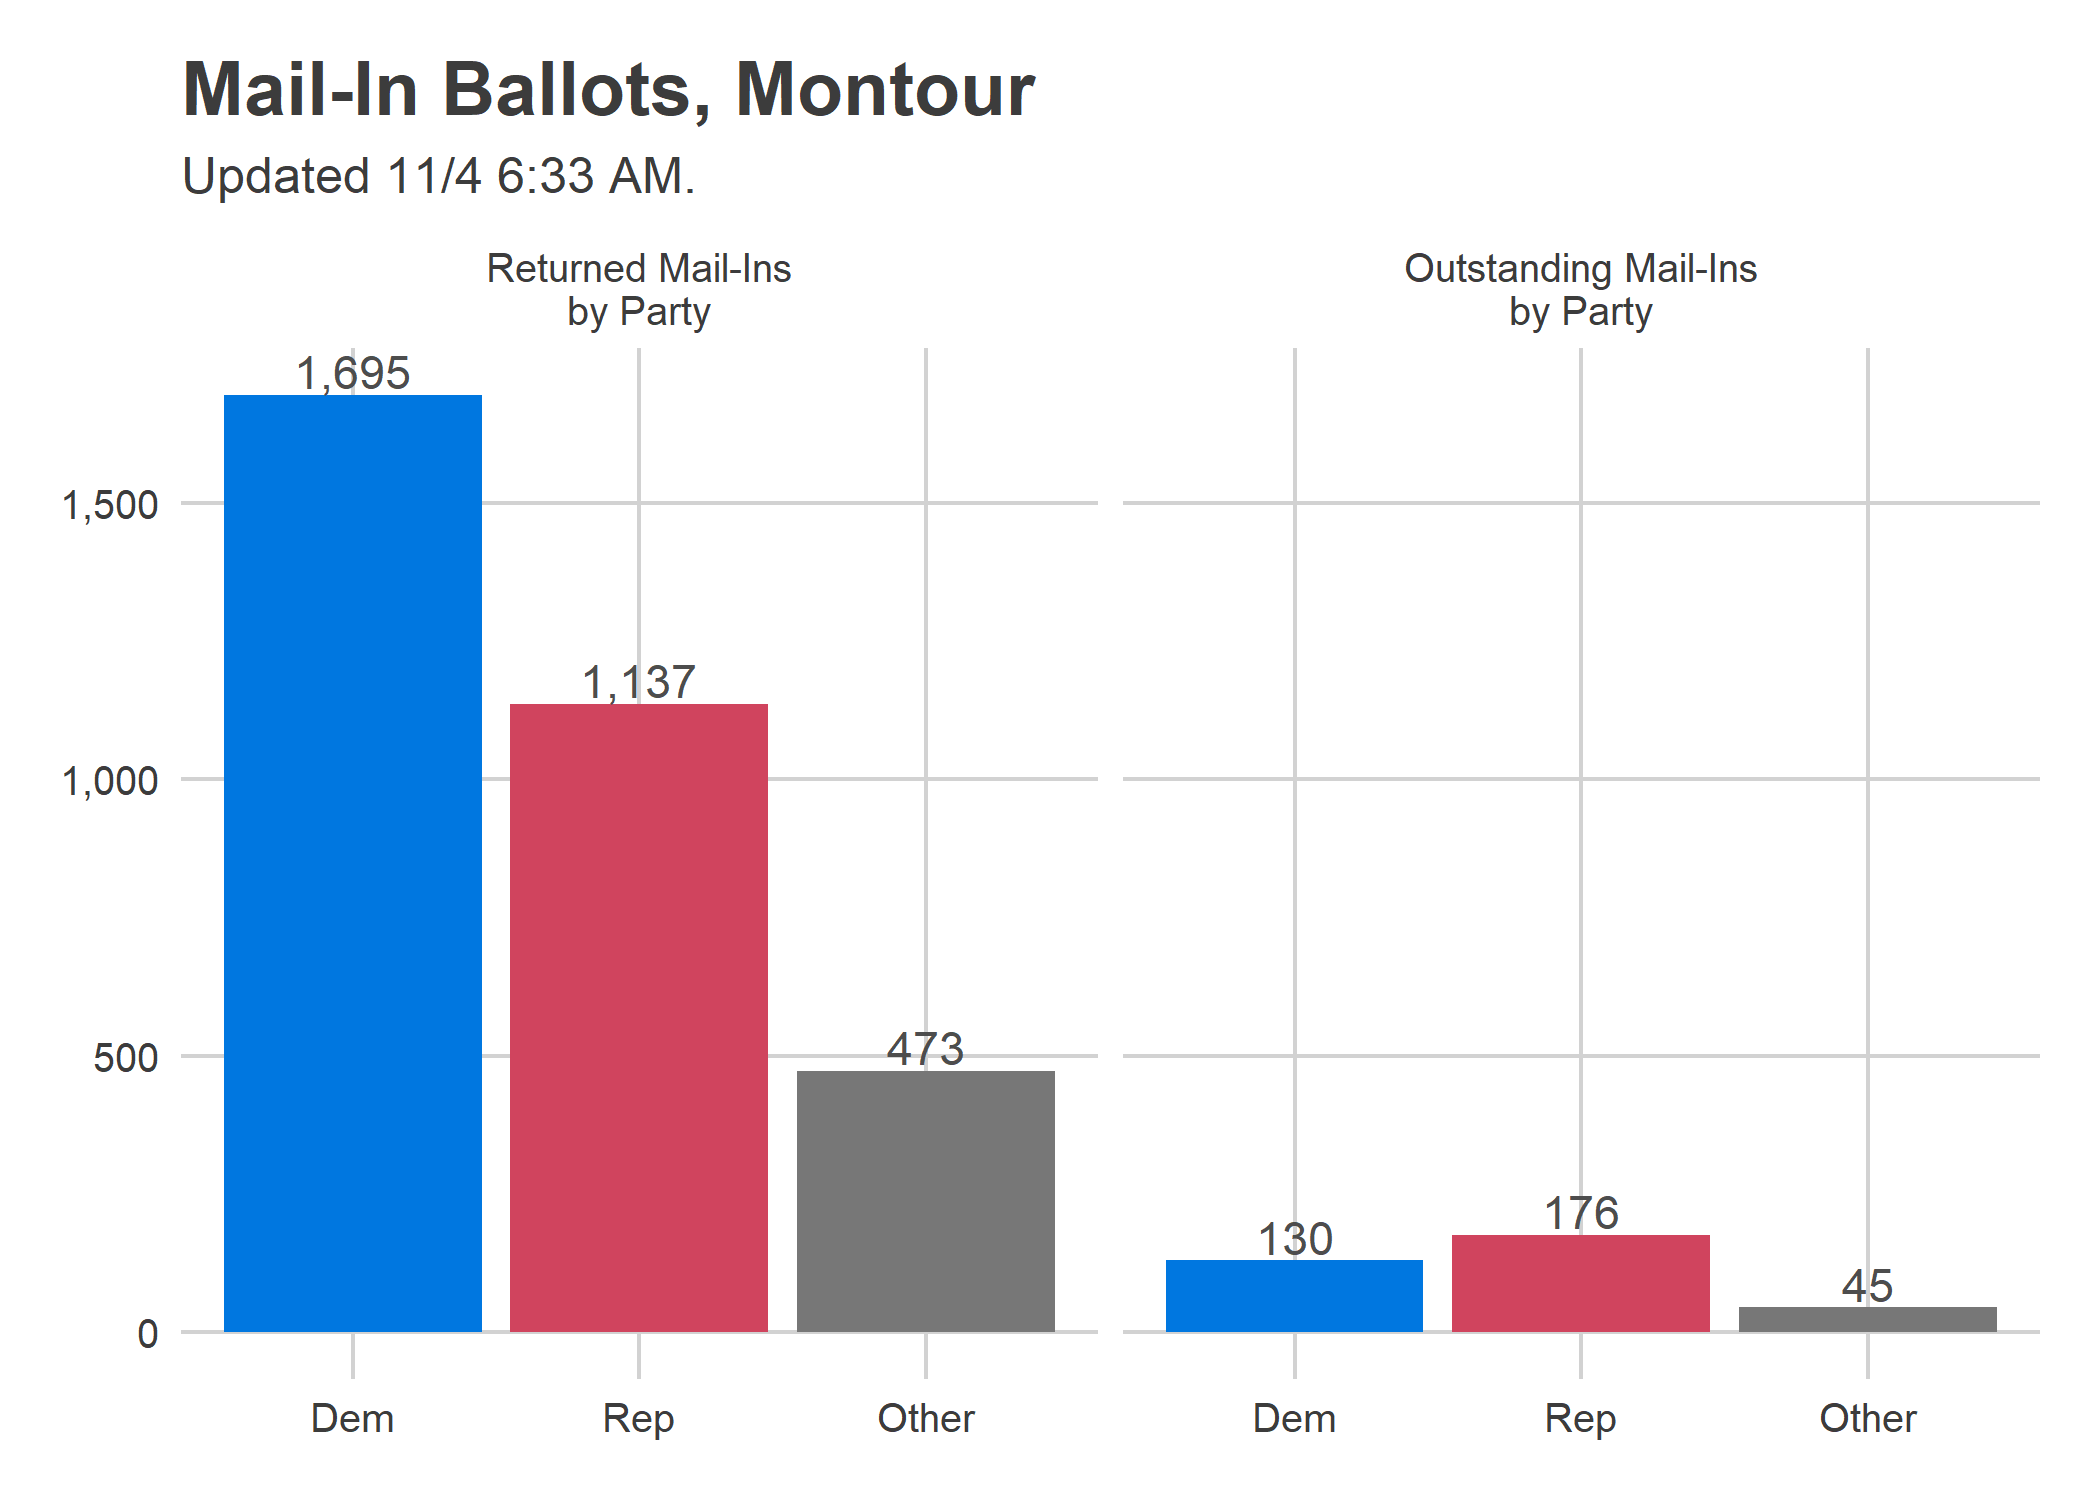 Mail-In Ballots, Montour
Updated 11/4 6:33 AM.
Returned Mail-Ins
by Party
Outstanding Mail-Ins
by Party
1,695
1,137
473
130
176
45
1,500
1,000
500
0
Dem
Rep
Other
Dem
Rep
Other